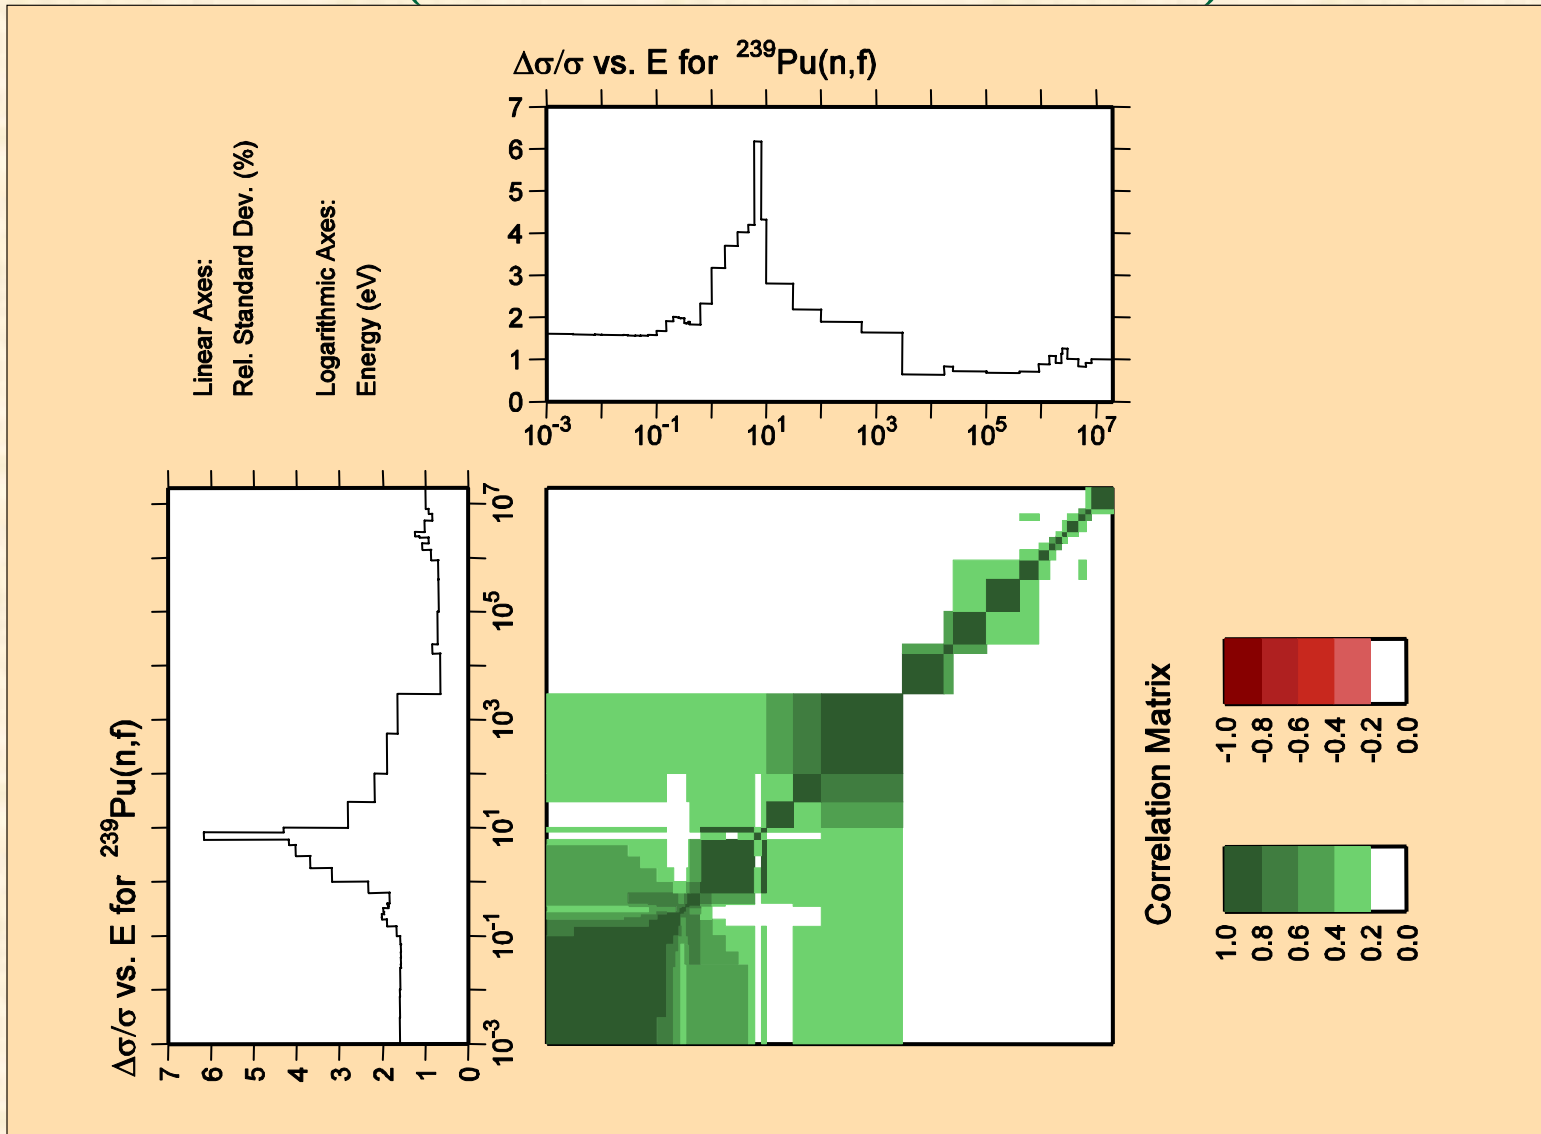 Δσ/σ vs. E for ²³⁹Pu(n,f)
Linear Axes:
Rel. Standard Dev. (%)
Logarithmic Axes:
Energy (eV)
7
6
5
4
3
2
1
0
10⁻³ 10⁻¹ 10¹ 10³ 10⁵ 10⁷
Δσ/σ vs. E for ²³⁹Pu(n,f)
10⁷
10⁵
10³
10¹
10⁻¹
10⁻³
7 6 5 4 3 2 1 0
Correlation Matrix
-1.0 -0.8 -0.6 -0.4 -0.2 0.0
1.0 0.8 0.6 0.4 0.2 0.0